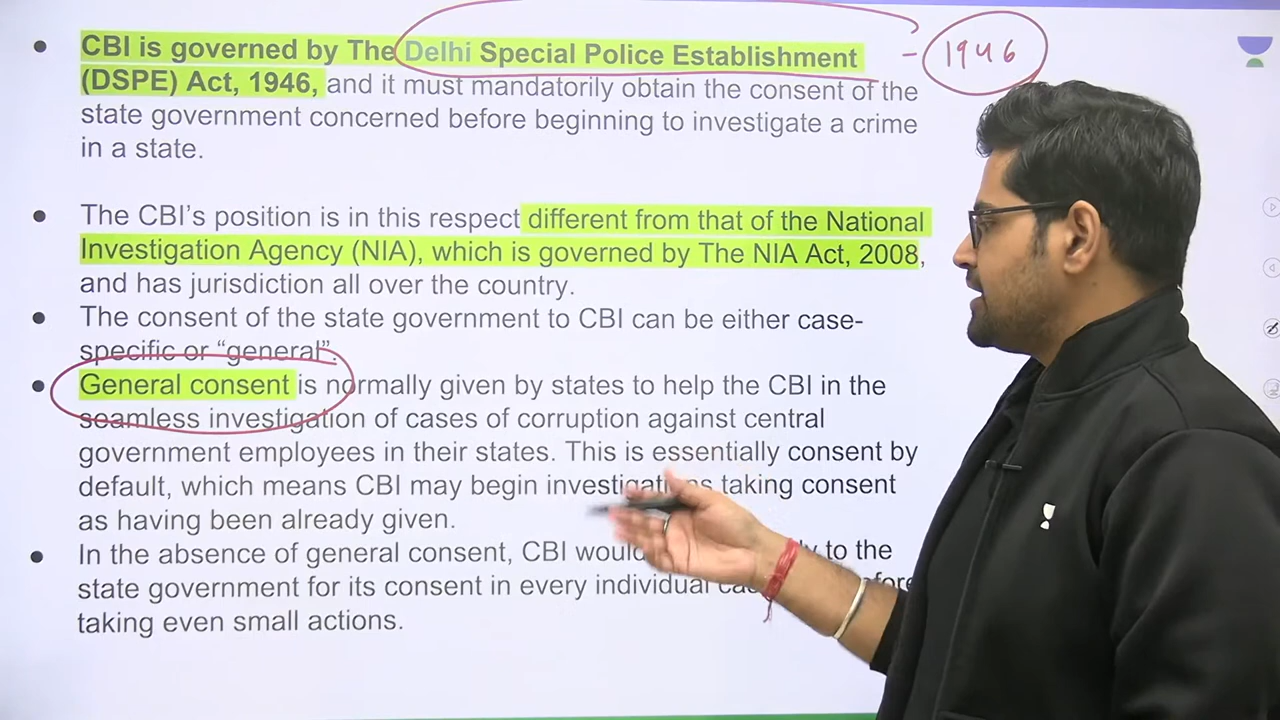 CBI is governed by The Delhi Special Police Establishment - 1946
(DSPE) Act, 1946, and it must mandatorily obtain the consent of the
state government concerned before beginning to investigate a crime
in a state.
The CBI's position is in this respect different from that of the National
Investigation Agency (NIA), which is governed by The NIA Act, 2008,
and has jurisdiction all over the country.
The consent of the state government to CBI can be either case-
specific or “general”.
General consent is normally given by states to help the CBI in the
seamless investigation of cases of corruption against central
government employees in their states. This is essentially consent by
default, which means CBI may begin taking consent
as having been already given.
In the absence of general consent, CBI to the
state government for its consent in every individual
taking even small actions.